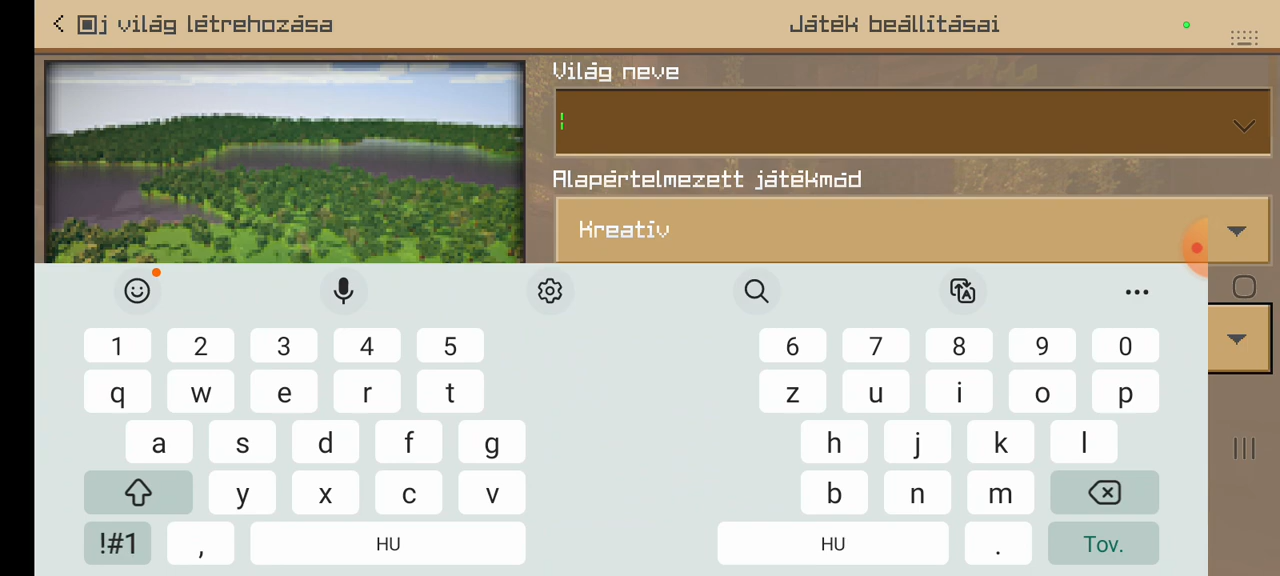 j világ létrehozása
Játék beállításai
Világ neve
Alapértelmezett játékmód
Kreatív
1 2 3 4 5 6 7 8 9 0
q w e r t z u i o p
a s d f g h j k l
y x c v b n m
!#1 , HU HU . Tov.